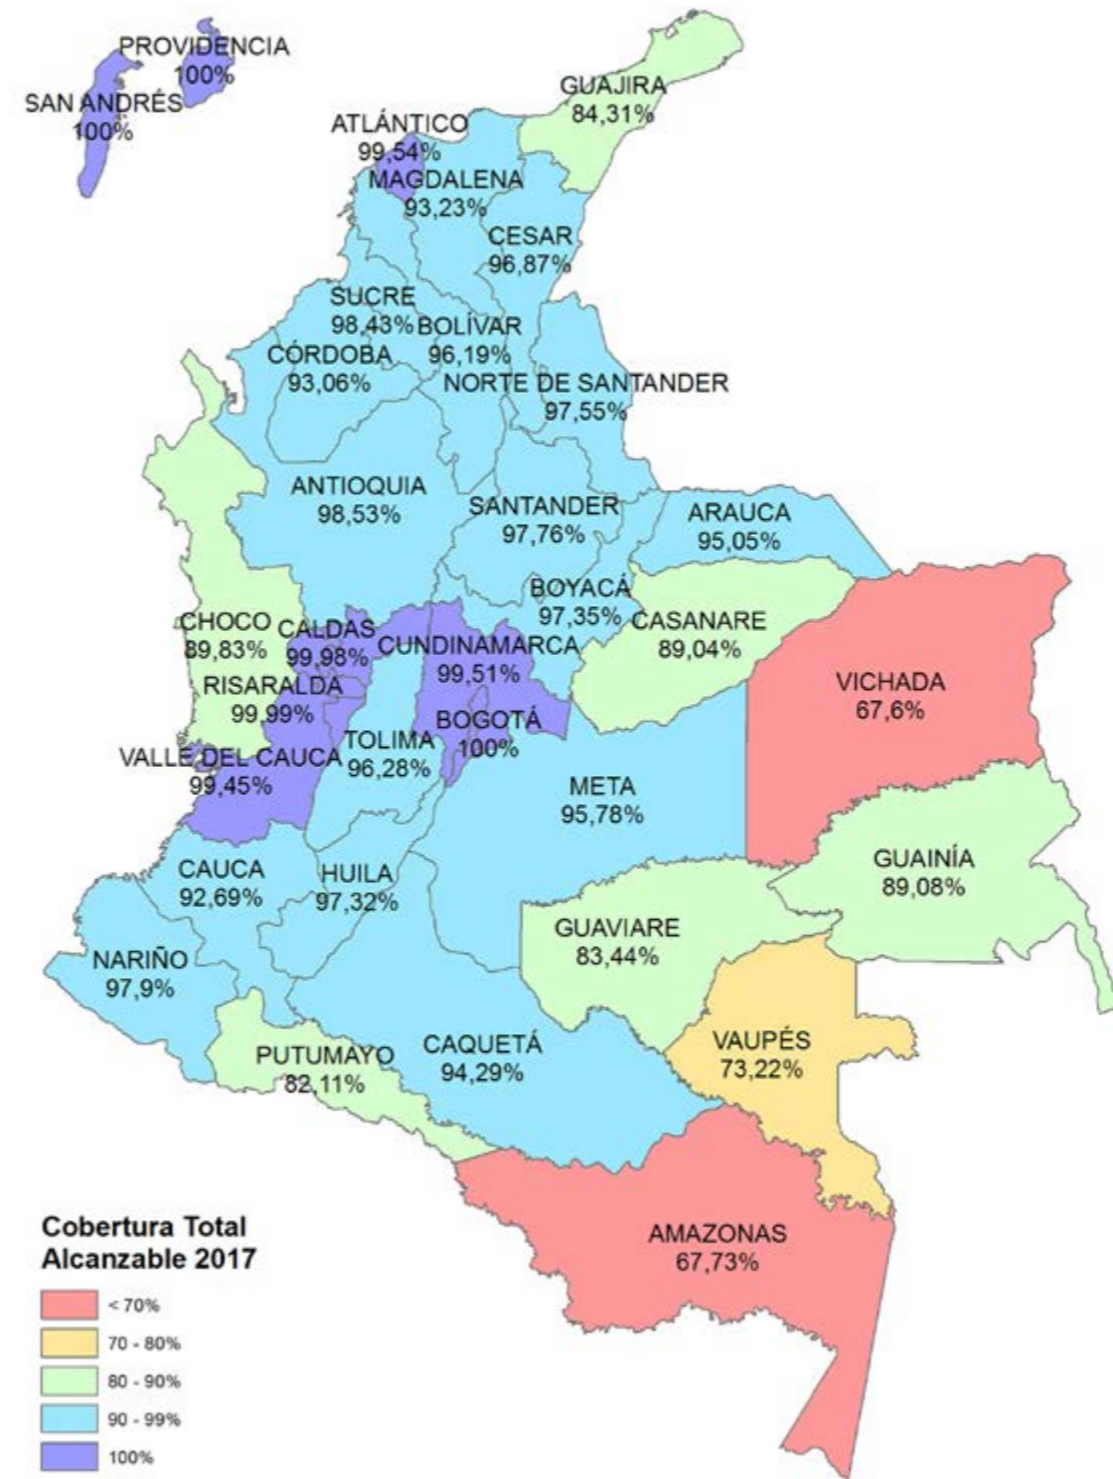 PROVIDENCIA
100%
SAN ANDRÉS
100%
GUAJIRA
84,31%
ATLÁNTICO
99,54%
MAGDALENA
93,23%
CESAR
96,87%
SUCRE
98,43%
BOLÍVAR
96,19%
CÓRDOBA
93,06%
NORTE DE SANTANDER
97,55%
ANTIOQUIA
98,53%
SANTANDER
97,76%
ARAUCA
95,05%
BOYACÁ
97,35%
CASANARE
89,04%
CHOCO
89,83%
CALDAS
99,98%
CUNDINAMARCA
99,51%
VICHADA
67,6%
RISARALDA
99,99%
BOGOTÁ
100%
TOLIMA
96,28%
VALLE DEL CAUCA
99,45%
META
95,78%
GUAINÍA
89,08%
CAUCA
92,69%
HUILA
97,32%
GUAVIARE
83,44%
NARIÑO
97,9%
VAUPÉS
73,22%
CAQUETÁ
94,29%
PUTUMAYO
82,11%
AMAZONAS
67,73%
Cobertura Total
Alcanzable 2017
< 70%
70 - 80%
80 - 90%
90 - 99%
100%